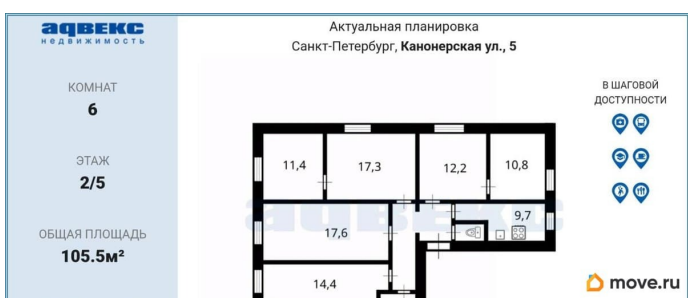 адвекс
недвижимость
Актуальная планировка
Санкт-Петербург, Канонерская ул., 5
КОМНАТ
6
ЭТАЖ
2/5
ОБЩАЯ ПЛОЩАДЬ
105.5м²
В ШАГОВОЙ
ДОСТУПНОСТИ
11,4
17,3
12,2
10,8
9,7
17,6
14,4
адвекс
move.ru